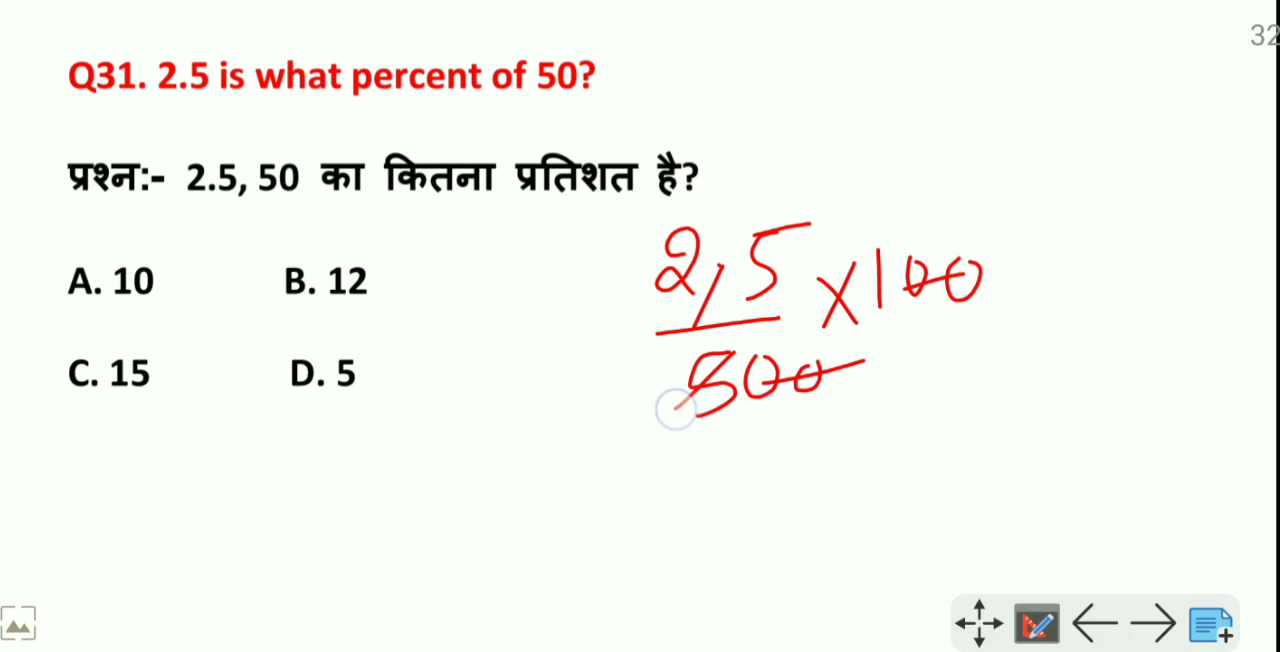 32
Q31. 2.5 is what percent of 50?
प्रश्न:- 2.5, 50 का कितना प्रतिशत है?
A. 10 B. 12
C. 15 D. 5
2,5 × 100
500